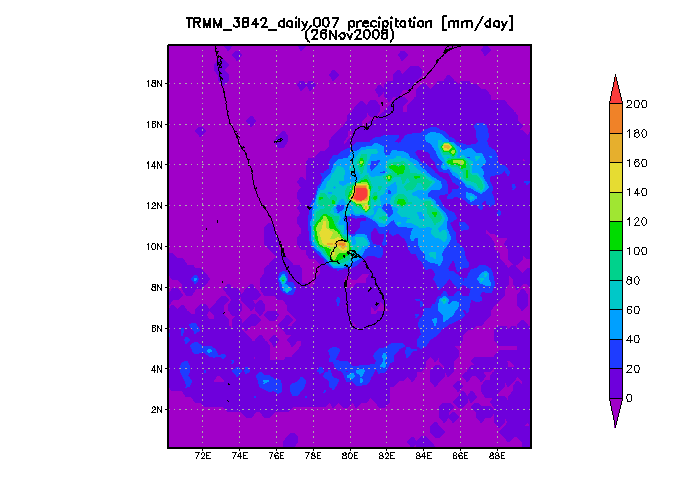 TRMM_3B42_daily.007 precipitation [mm/day]
(26Nov2008)
18N
16N
14N
12N
10N
8N
6N
4N
2N
72E 74E 76E 78E 80E 82E 84E 86E 88E
200
180
160
140
120
100
80
60
40
20
0